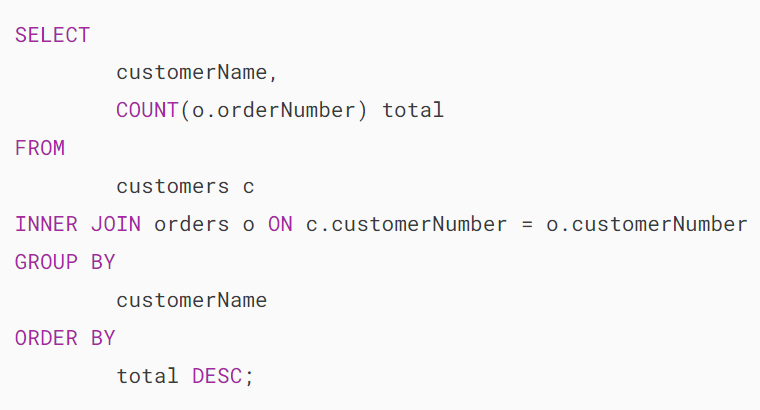 SELECT
customerName,
COUNT(o.orderNumber) total
FROM
customers c
INNER JOIN orders o ON c.customerNumber = o.customerNumber
GROUP BY
customerName
ORDER BY
total DESC;